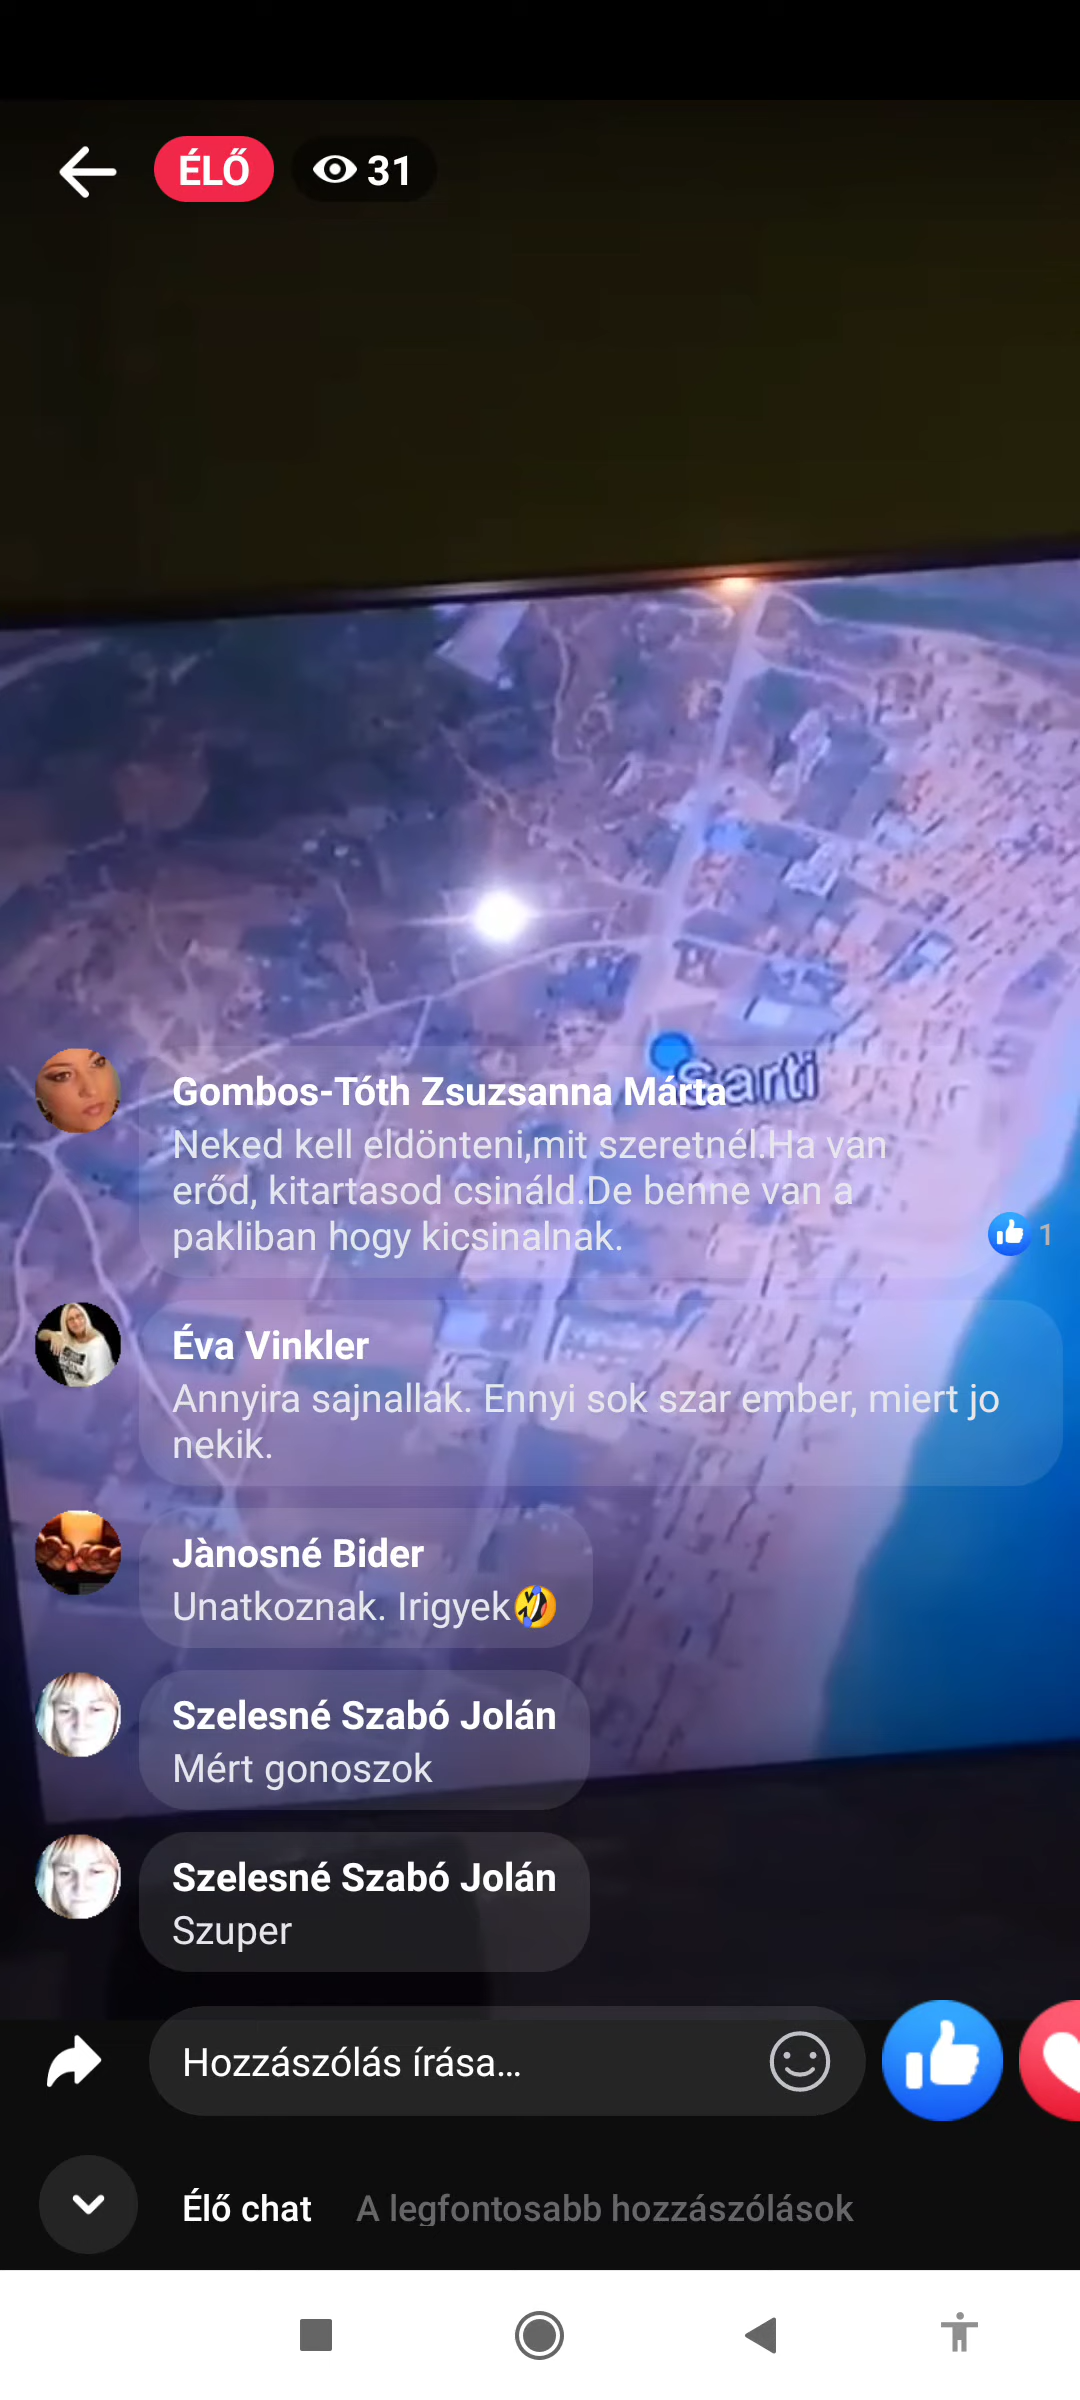 ÉLŐ 31
Sarti
Gombos-Tóth Zsuzsanna Márta
Neked kell eldönteni,mit szeretnél.Ha van
erőd, kitartasod csináld.De benne van a
pakliban hogy kicsinalnak.
1
Éva Vinkler
Annyira sajnallak. Ennyi sok szar ember, miert jo
nekik.
Jànosné Bider
Unatkoznak. Irigyek🤣
Szelesné Szabó Jolán
Mért gonoszok
Szelesné Szabó Jolán
Szuper
Hozzászólás írása...
Élő chat A legfontosabb hozzászólások